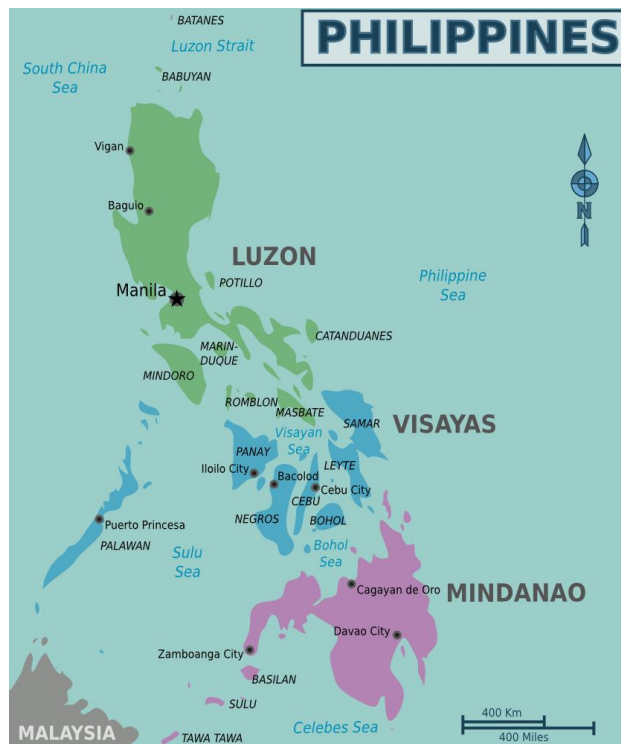 BATANES
PHILIPPINES
Luzon Strait
South China
Sea
BABUYAN
Vigan
Baguio
N
LUZON
POTILLO
Philippine
Sea
Manila
CATANDUANES
MARIN-
DUQUE
MINDORO
ROMBLON
MASBATE
SAMAR
VISAYAS
Visayan
Sea
PANAY
LEYTE
Iloilo City
Bacolod
Cebu City
CEBU
NEGROS
BOHOL
Puerto Princesa
PALAWAN
Sulu
Sea
Bohol
Sea
Cagayan de Oro
MINDANAO
Davao City
Zamboanga City
BASILAN
SULU
400 Km
400 Miles
Celebes Sea
MALAYSIA
TAWA TAWA